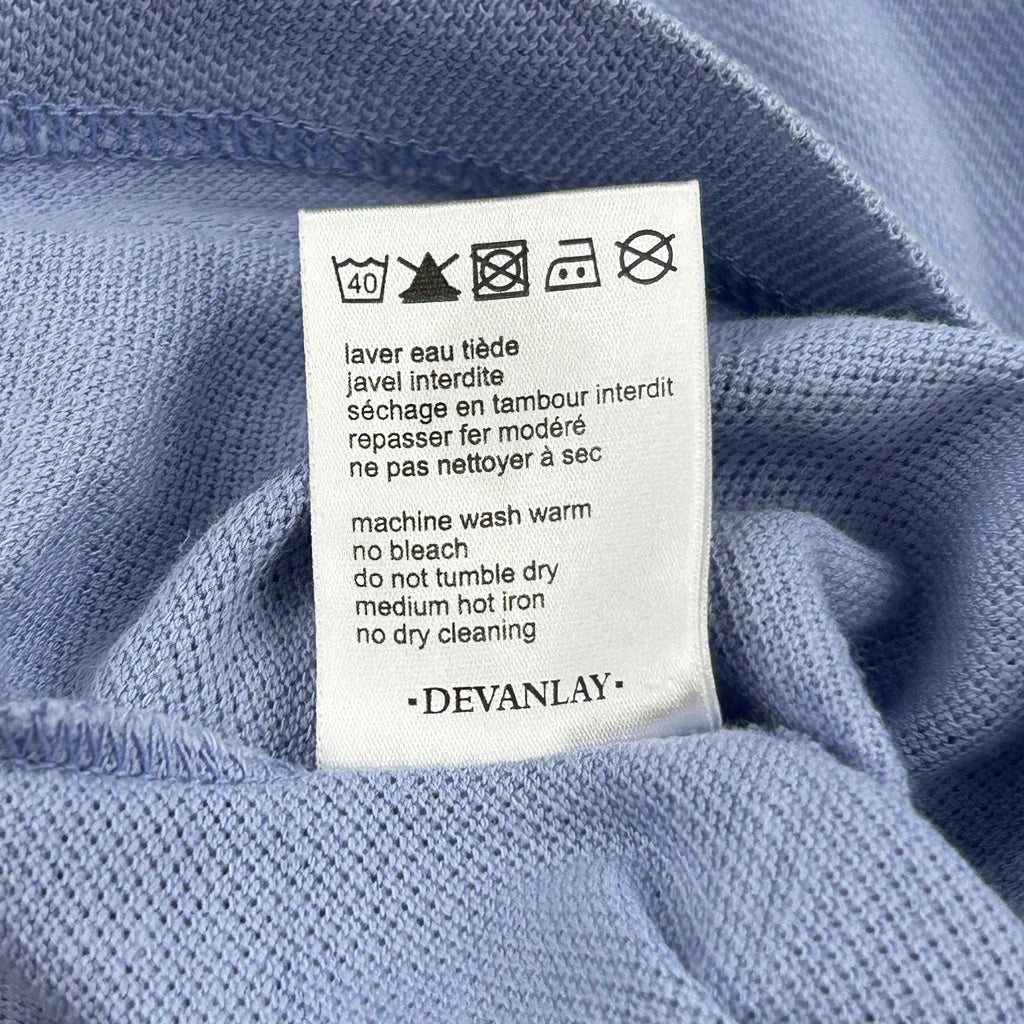 40
laver eau tiède
javel interdite
séchage en tambour interdit
repasser fer modéré
ne pas nettoyer à sec
machine wash warm
no bleach
do not tumble dry
medium hot iron
no dry cleaning
·DEVANLAY·